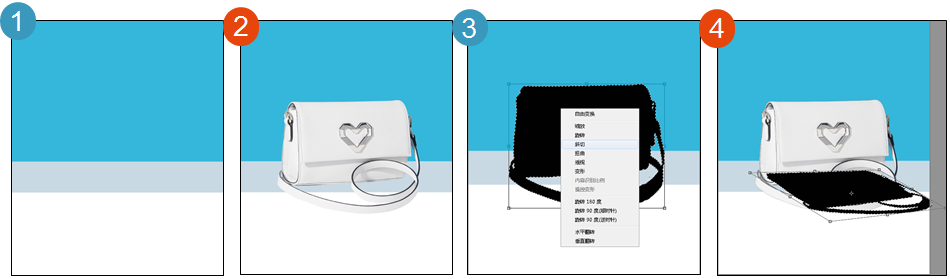 1
2
3
4
自由变换
缩放
旋转
斜切
扭曲
透视
变形
内容识别比例
操控变形
旋转 180 度
旋转 90 度(顺时针)
旋转 90 度(逆时针)
水平翻转
垂直翻转